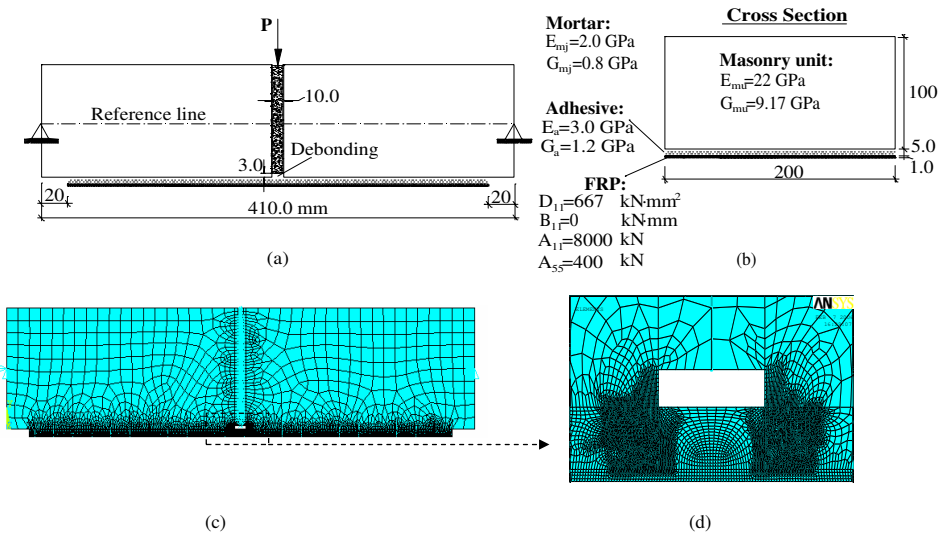 P
Reference line
10.0
Debonding
3.0
20
20
410.0 mm
(a)
Mortar:
Emj=2.0 GPa
Gmj=0.8 GPa
Adhesive:
Ea=3.0 GPa
Ga=1.2 GPa
FRP:
D11=667 kN·mm²
B11=0 kN·mm
A11=8000 kN
A55=400 kN
Cross Section
Masonry unit:
Emu=22 GPa
Gmu=9.17 GPa
100
5.0
1.0
200
(b)
(c)
ANSYS
ELEMENTS
(d)